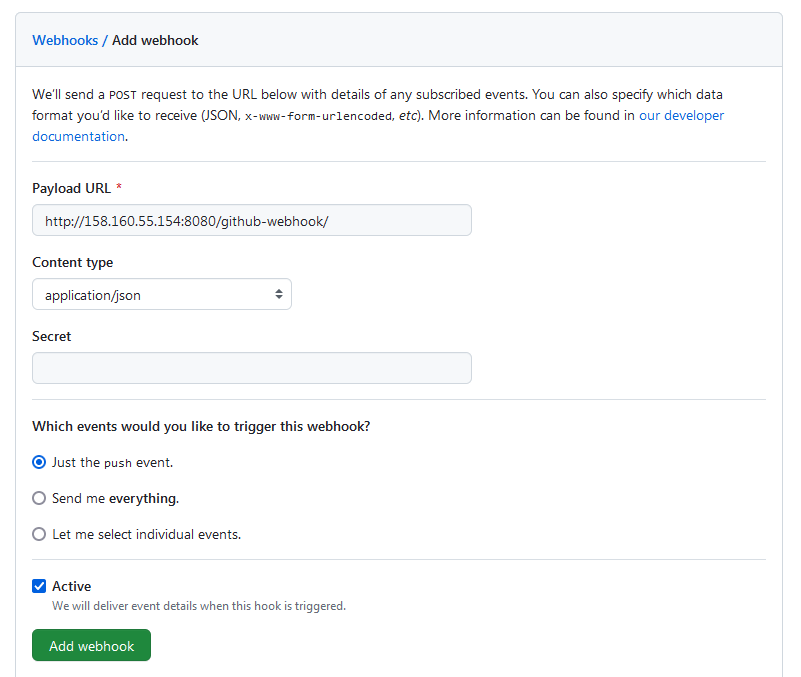 Webhooks / Add webhook
We'll send a POST request to the URL below with details of any subscribed events. You can also specify which data
format you'd like to receive (JSON, x-www-form-urlencoded, etc). More information can be found in our developer
documentation.
Payload URL *
http://158.160.55.154:8080/github-webhook/
Content type
application/json
Secret
Which events would you like to trigger this webhook?
Just the push event.
Send me everything.
Let me select individual events.
Active
We will deliver event details when this hook is triggered.
Add webhook